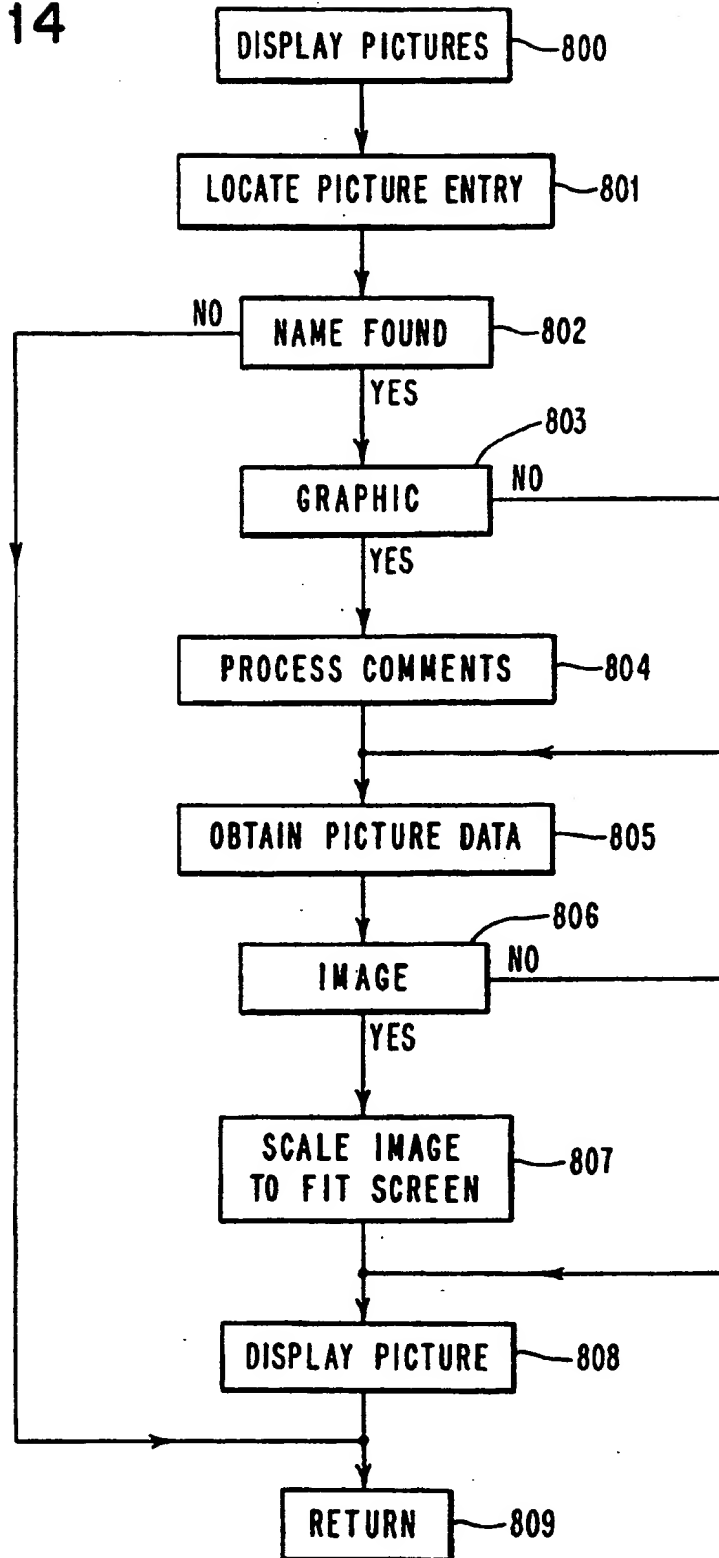 14
DISPLAY PICTURES 800
LOCATE PICTURE ENTRY 801
NO
NAME FOUND 802
YES
803
GRAPHIC NO
YES
PROCESS COMMENTS 804
OBTAIN PICTURE DATA 805
806
IMAGE NO
YES
SCALE IMAGE
TO FIT SCREEN 807
DISPLAY PICTURE 808
RETURN 809